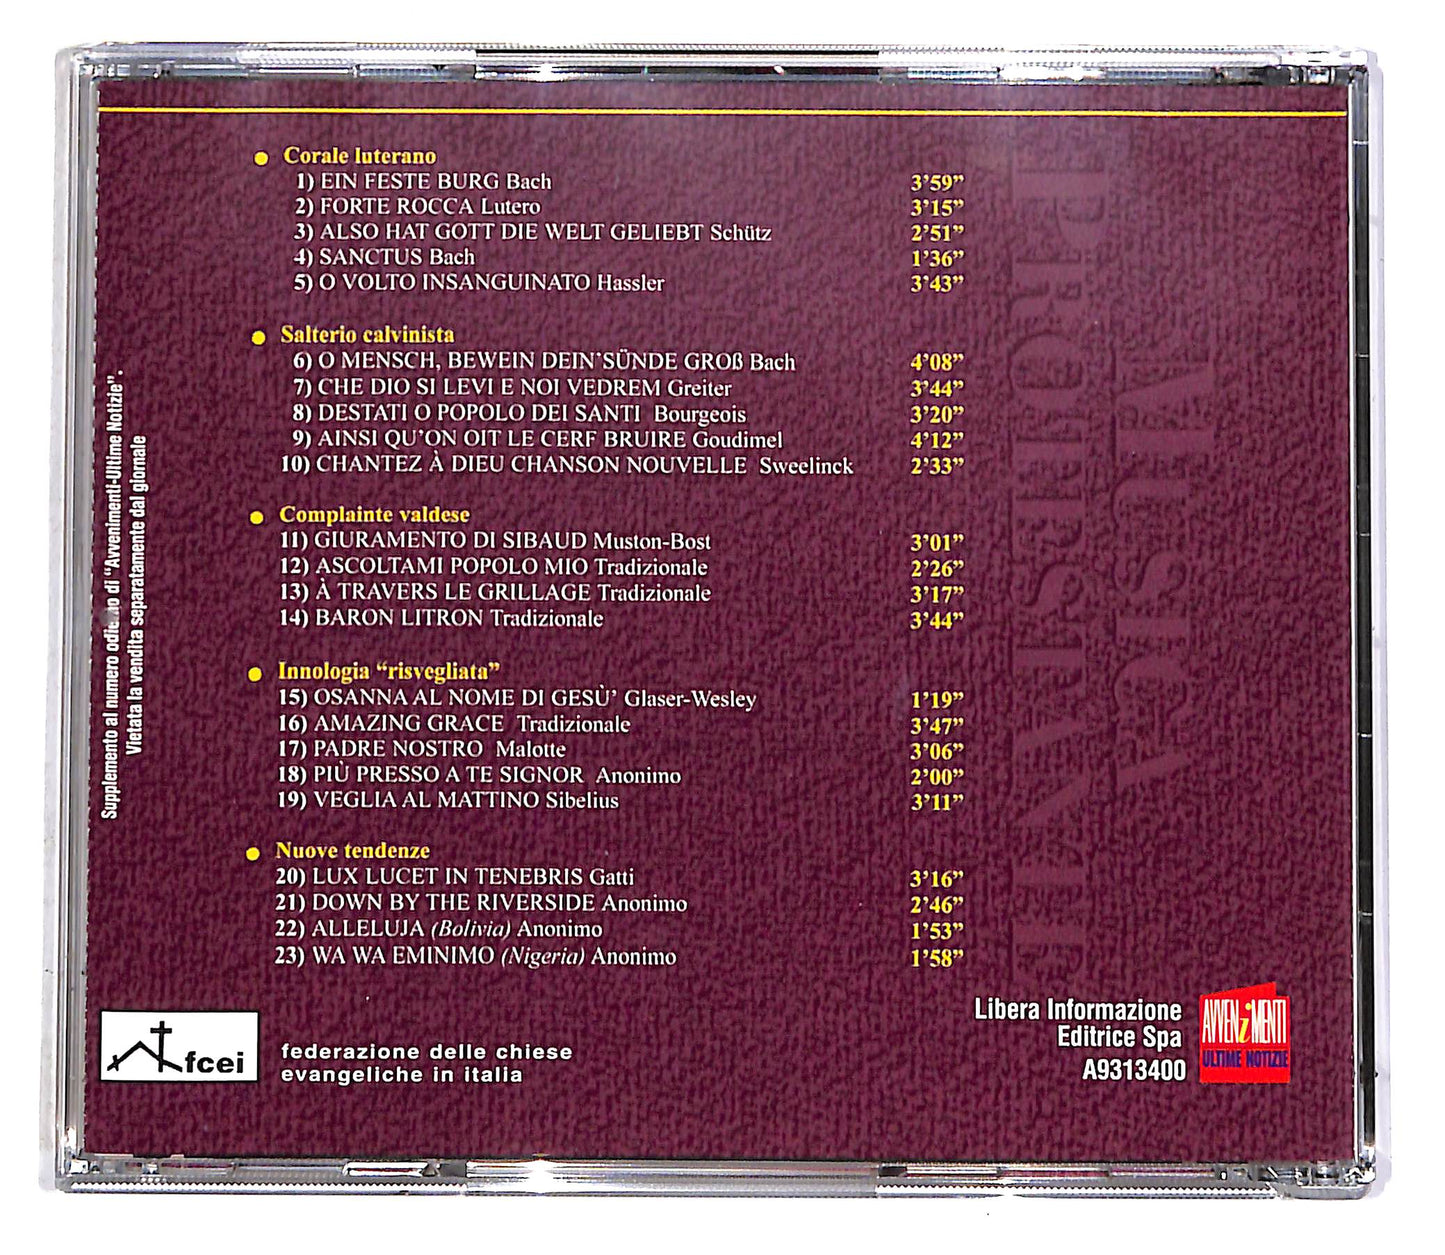 Corale luterano
1) EIN FESTE BURG Bach 3’59”
2) FORTE ROCCA Lutero 3’15”
3) ALSO HAT GOTT DIE WELT GELIEBT Schütz 2’51”
4) SANCTUS Bach 1’36”
5) O VOLTO INSANGUINATO Hassler 3’43”
Salterio calvinista
6) O MENSCH, BEWEIN DEIN’SÜNDE GROß Bach 4’08”
7) CHE DIO SI LEVI E NOI VEDREM Greiter 3’44”
8) DESTATI O POPOLO DEI SANTI Bourgeois 3’20”
9) AINSI QU’ON OIT LE CERF BRUIRE Goudimel 4’12”
10) CHANTEZ À DIEU CHANSON NOUVELLE Sweelinck 2’33”
Complainte valdese
11) GIURAMENTO DI SIBAUD Muston-Bost 3’01”
12) ASCOLTAMI POPOLO MIO Tradizionale 2’26”
13) À TRAVERS LE GRILLAGE Tradizionale 3’17”
14) BARON LITRON Tradizionale 3’44”
Innologia “risvegliata”
15) OSANNA AL NOME DI GESÙ’ Glaser-Wesley 1’19”
16) AMAZING GRACE Tradizionale 3’47”
17) PADRE NOSTRO Malotte 3’06”
18) PIÙ PRESSO A TE SIGNOR Anonimo 2’00”
19) VEGLIA AL MATTINO Sibelius 3’11”
Nuove tendenze
20) LUX LUCET IN TENEBRIS Gatti 3’16”
21) DOWN BY THE RIVERSIDE Anonimo 2’46”
22) ALLELUJA (Bolivia) Anonimo 1’53”
23) WA WA EMINIMO (Nigeria) Anonimo 1’58”
MUSICA
PROTESTANTE
Supplemento al numero odierno di “Avvenimenti-Ultime Notizie”.
Vietata la vendita separatamente dal giornale
fcei
federazione delle chiese
evangeliche in italia
Libera Informazione
Editrice Spa
A9313400
AVVENiMENTI
ULTIME NOTIZIE